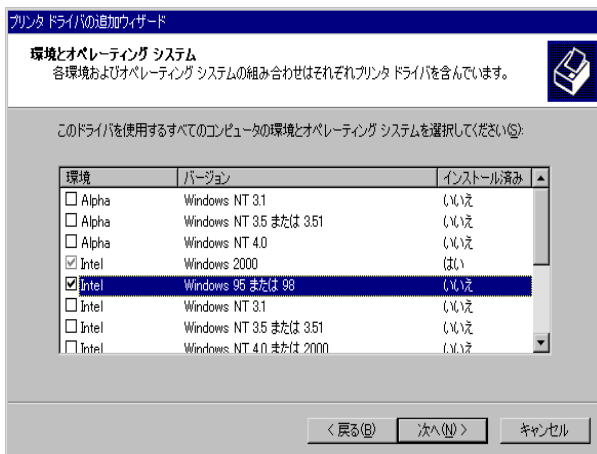 プリンタ ドライバの追加ウィザード
環境とオペレーティング システム
各環境およびオペレーティング システムの組み合わせはそれぞれプリンタ ドライバを含んでいます。
このドライバを使用するすべてのコンピュータの環境とオペレーティング システムを選択してください(S):
環境 バージョン インストール済み
Alpha Windows NT 3.1 いいえ
Alpha Windows NT 3.5 または 3.51 いいえ
Alpha Windows NT 4.0 いいえ
Intel Windows 2000 はい
Intel Windows 95 または 98 いいえ
Intel Windows NT 3.1 いいえ
Intel Windows NT 3.5 または 3.51 いいえ
Intel Windows NT 4.0 または 2000 いいえ
< 戻る(B) 次へ(N) > キャンセル